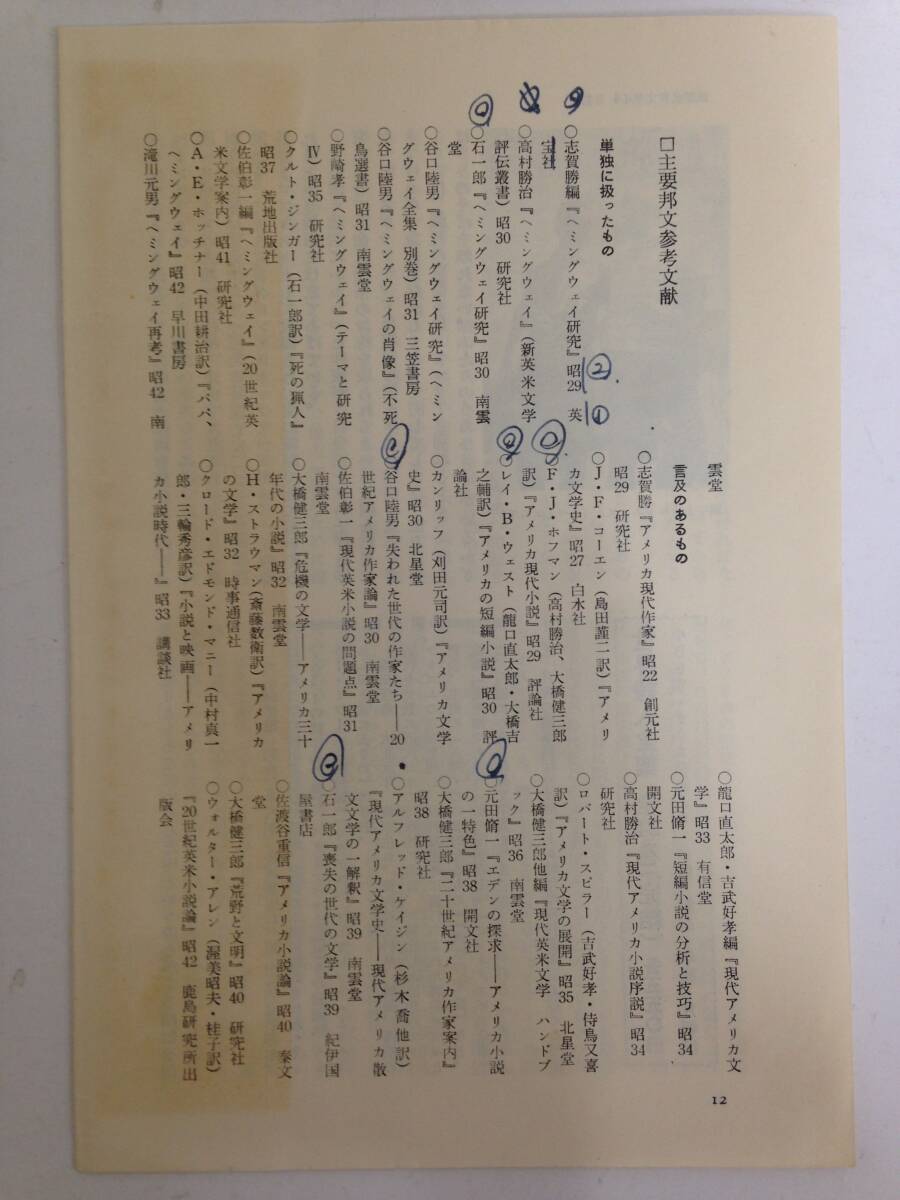 □主要邦文参考文献
単独に扱ったもの
○志賀勝編『ヘミングウェイ研究』昭29 英
宝社
○高村勝治『ヘミングウェイ』(新英米文学
評伝叢書)昭30 研究社
○石一郎『ヘミングウェイ研究』昭30 南雲
堂
○谷口陸男『ヘミングウェイ研究』(ヘミン
グウェイ全集 別巻)昭31 三笠書房
○谷口陸男『ヘミングウェイの肖像』(不死
鳥選書)昭31 南雲堂
○野崎孝『ヘミングウェイ』(テーマと研究
Ⅳ)昭35 研究社
○クルト・ジンガー(石一郎訳)『死の猟人』
昭37 荒地出版社
○佐伯彰一編『ヘミングウェイ』(20世紀英
米文学案内)昭41 研究社
○A・E・ホッチナー(中田耕治訳)『パパ、
ヘミングウェイ』昭42 早川書房
○滝川元男『ヘミングウェイ再考』昭42 南
雲堂
言及のあるもの
○志賀勝『アメリカ現代作家』昭22 創元社
昭29 研究社
○J・F・コーエン(島田謹二訳)『アメリ
カ文学史』昭27 白水社
○F・J・ホフマン(高村勝治、大橋健三郎
訳)『アメリカ現代小説』昭29 評論社
○レイ・B・ウェスト(龍口直太郎・大橋吉
之輔訳)『アメリカの短編小説』昭30 評
論社
○カンリッフ(刈田元司訳)『アメリカ文学
史』昭30 北星堂
○谷口陸男『失われた世代の作家たち——20
世紀アメリカ作家論』昭30 南雲堂
○佐伯彰一『現代英米小説の問題点』昭31
南雲堂
○大橋健三郎『危機の文学——アメリカ三十
年代の小説』昭32 南雲堂
○H・ストラウマン(斎藤数衛訳)『アメリカ
の文学』昭32 時事通信社
○クロード・エドモンド・マニー(中村真一
郎・三輪秀彦訳)『小説と映画——アメリ
カ小説時代——』昭33 講談社
○龍口直太郎・吉武好孝編『現代アメリカ文
学』昭33 有信堂
○元田脩一『短編小説の分析と技巧』昭34
開文社
○高村勝治『現代アメリカ小説序説』昭34
研究社
○ロバート・スピラー(吉武好孝・待鳥又喜
訳)『アメリカ文学の展開』昭35 北星堂
○大橋健三郎他編『現代英米文学 ハンドブ
ック』昭36 南雲堂
○元田脩一『エデンの探求——アメリカ小説
の一特色』昭38 開文社
○大橋健三郎『二十世紀アメリカ作家案内』
昭38 研究社
○アルフレッド・ケイジン(杉木喬他訳)
『現代アメリカ文学史——現代アメリカ散
文文学の一解釈』昭39 南雲堂
○石一郎『喪失の世代の文学』昭39 紀伊国
屋書店
○佐渡谷重信『アメリカ小説論』昭40 泰文
堂
○大橋健三郎『荒野と文明』昭40 研究社
○ウォルター・アレン(渥美昭夫・桂子訳)
『20世紀英米小説論』昭42 鹿島研究所出
版会
②
①
12